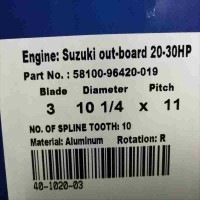 Engine: Suzuki out-board 20-30HP
Part No. : 58100-96420-019
Blade Diameter Pitch
3 10 1/4 x 11
NO. OF SPLINE TOOTH: 10
Material: Aluminum Rotation: R
40-1020-03